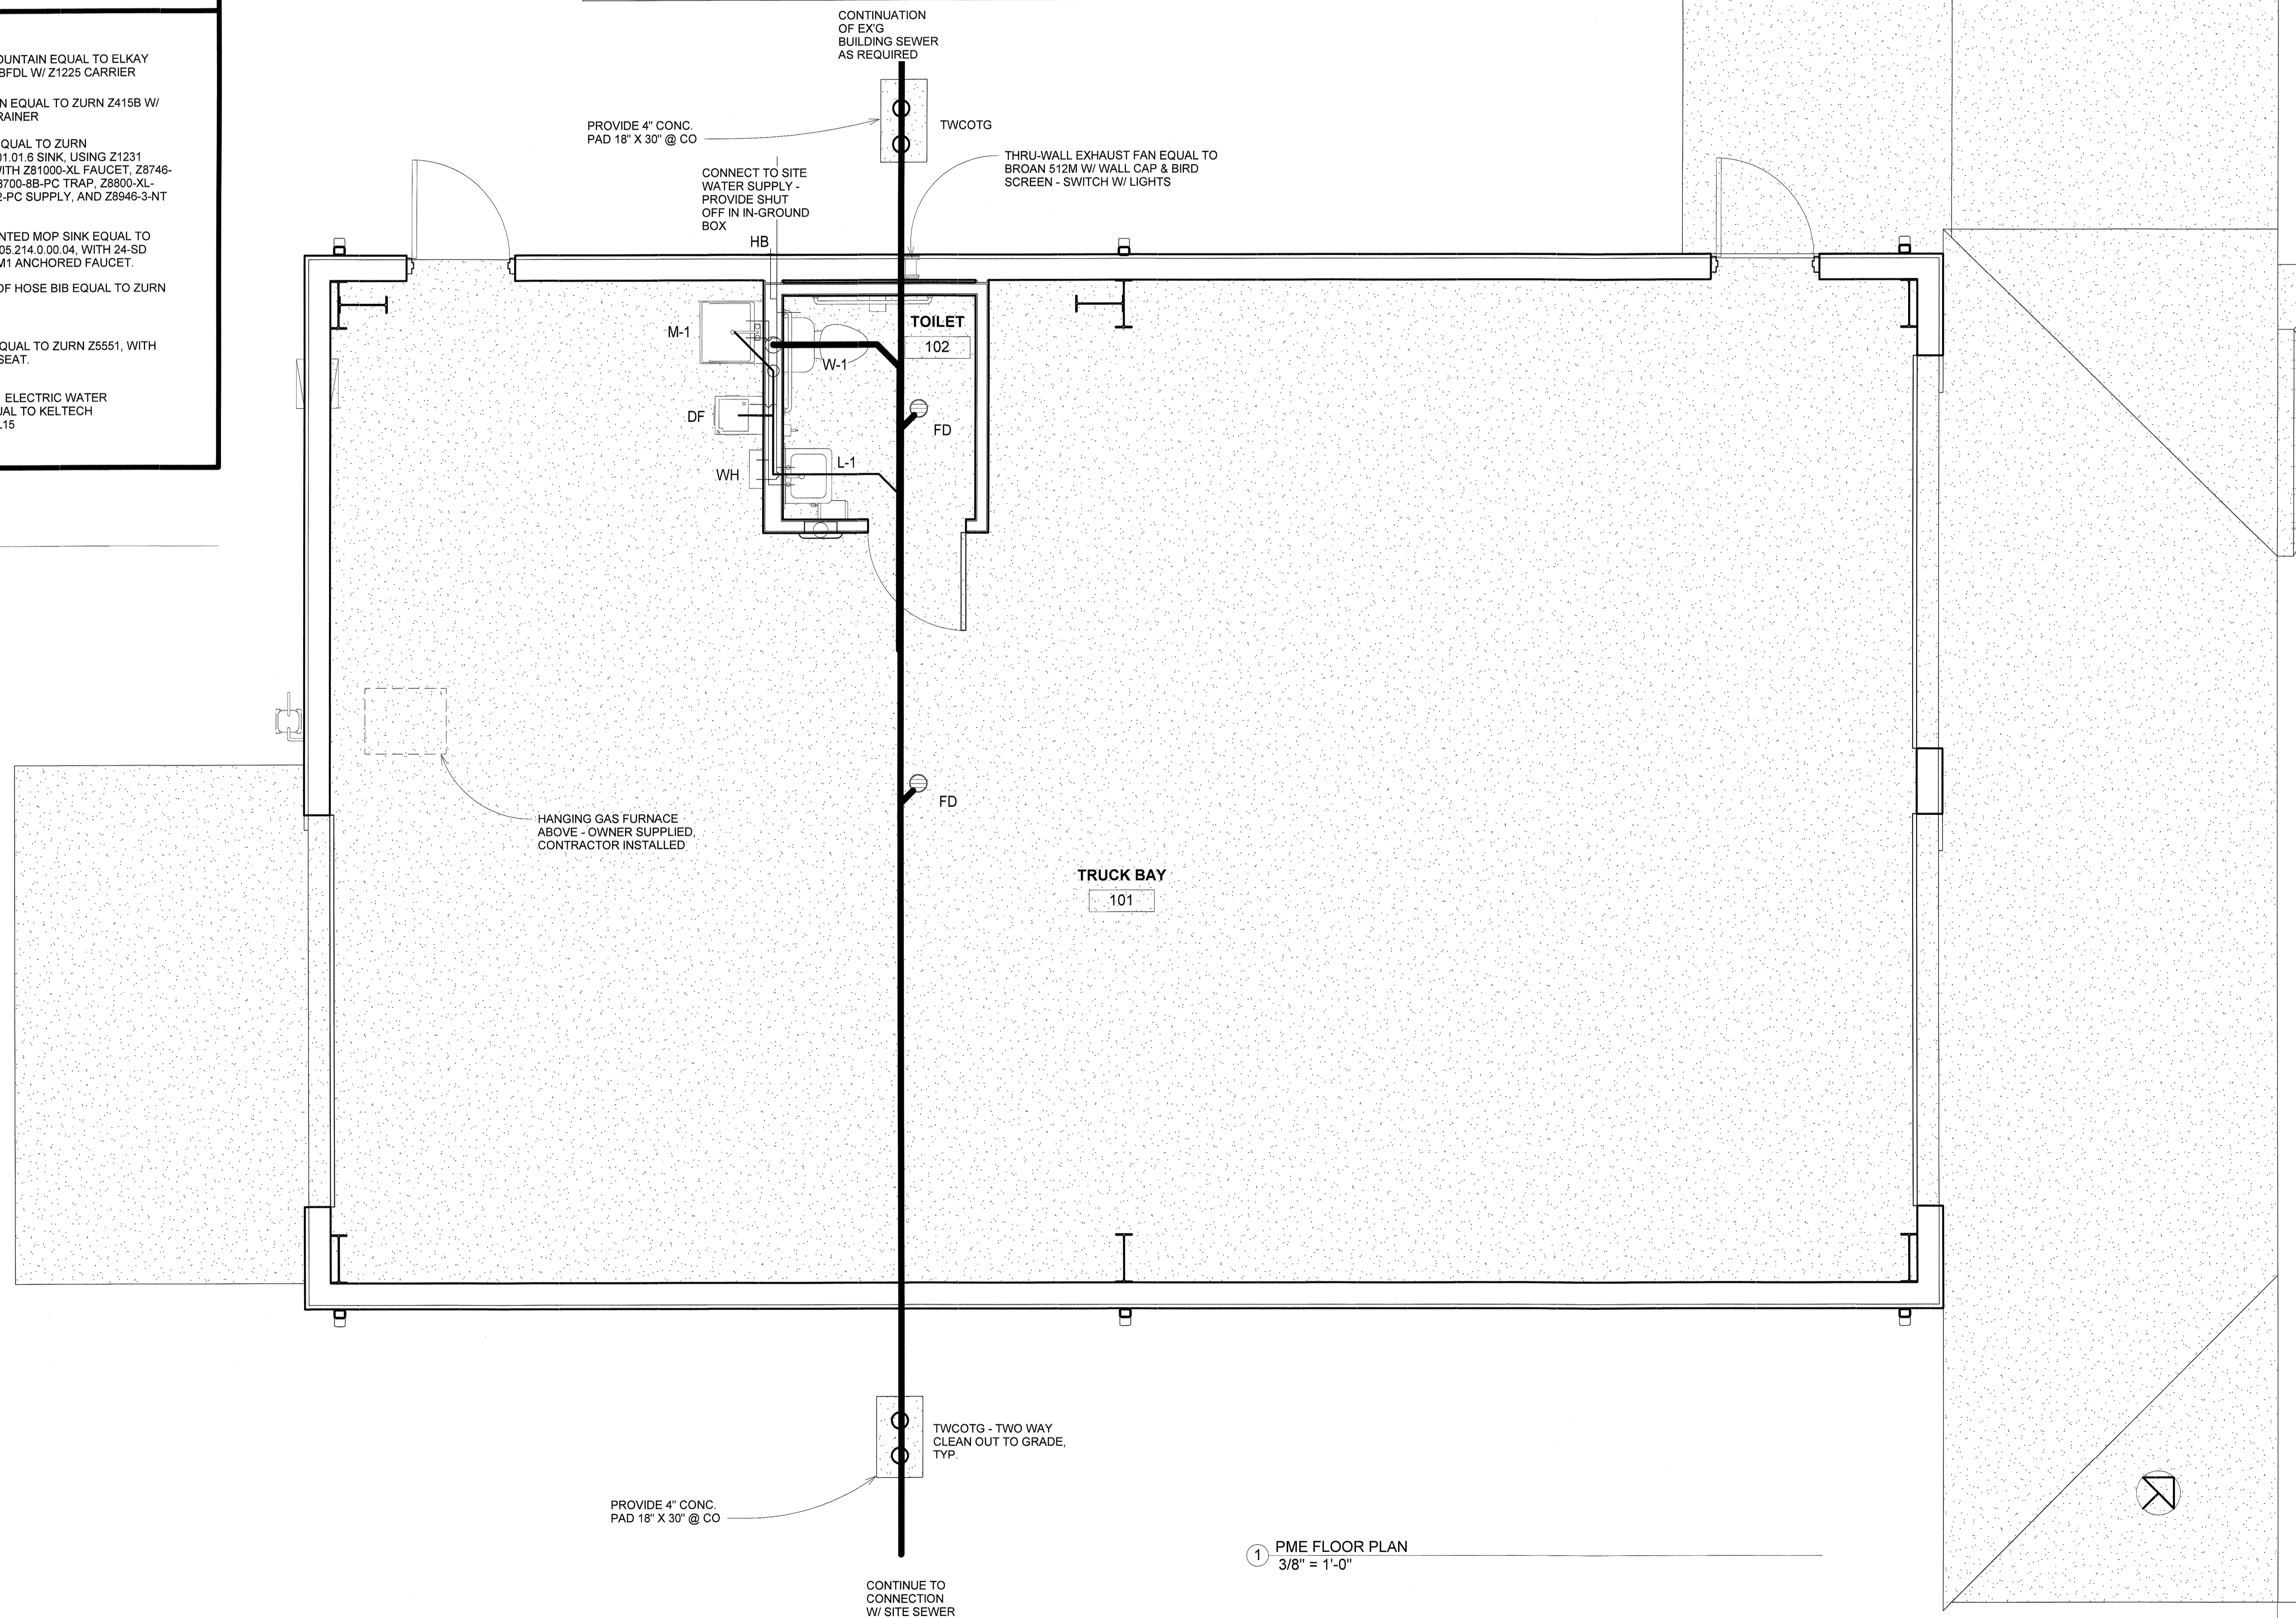 OUNTAIN EQUAL TO ELKAY
BFDL W/ Z1225 CARRIER
N EQUAL TO ZURN Z415B W/
RAINER
QUAL TO ZURN
01.01.6 SINK, USING Z1231
WITH Z81000-XL FAUCET, Z8746-
8700-8B-PC TRAP, Z8800-XL-
2-PC SUPPLY, AND Z8946-3-NT
NTED MOP SINK EQUAL TO
05.214.0.00.04, WITH 24-SD
M1 ANCHORED FAUCET.
OF HOSE BIB EQUAL TO ZURN
QUAL TO ZURN Z5551, WITH
SEAT.
ELECTRIC WATER
UAL TO KELTECH
L15
CONTINUATION
OF EX'G
BUILDING SEWER
AS REQUIRED
PROVIDE 4" CONC.
PAD 18" X 30" @ CO
TWCOTG
THRU-WALL EXHAUST FAN EQUAL TO
BROAN 512M W/ WALL CAP & BIRD
SCREEN - SWITCH W/ LIGHTS
CONNECT TO SITE
WATER SUPPLY -
PROVIDE SHUT
OFF IN IN-GROUND
BOX
HB
M-1
TOILET
102
W-1
DF
FD
L-1
WH
FD
HANGING GAS FURNACE
ABOVE - OWNER SUPPLIED,
CONTRACTOR INSTALLED
TRUCK BAY
101
TWCOTG - TWO WAY
CLEAN OUT TO GRADE,
TYP.
PROVIDE 4" CONC.
PAD 18" X 30" @ CO
1
PME FLOOR PLAN
3/8" = 1'-0"
CONTINUE TO
CONNECTION
W/ SITE SEWER